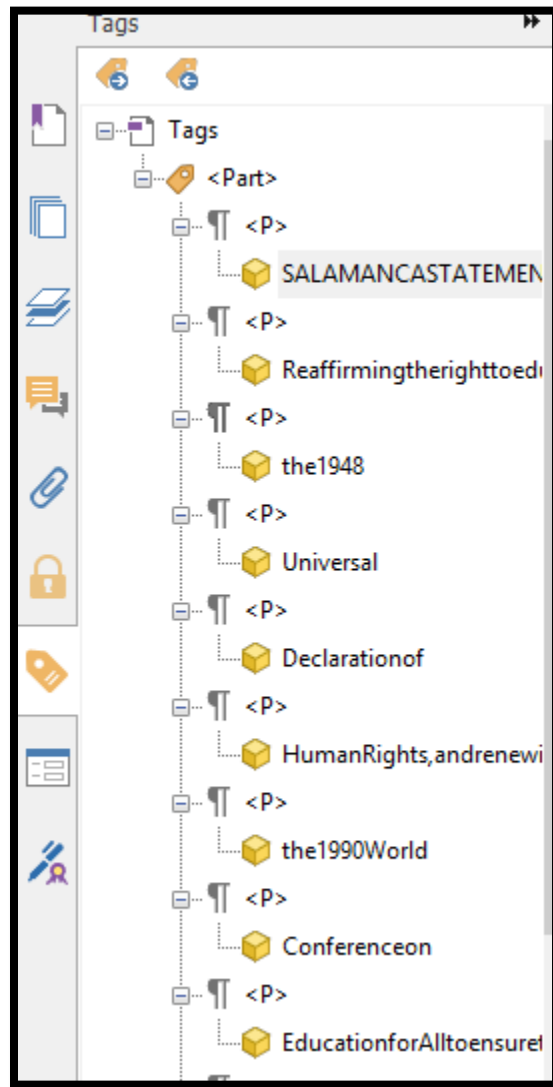 Tags
Tags
<Part>
<P>
SALAMANCASTATEMEN
<P>
Reaffirmingtherighttoedu
<P>
the1948
<P>
Universal
<P>
Declarationof
<P>
HumanRights,andrenewi
<P>
the1990World
<P>
Conferenceon
<P>
EducationforAlltoensuret